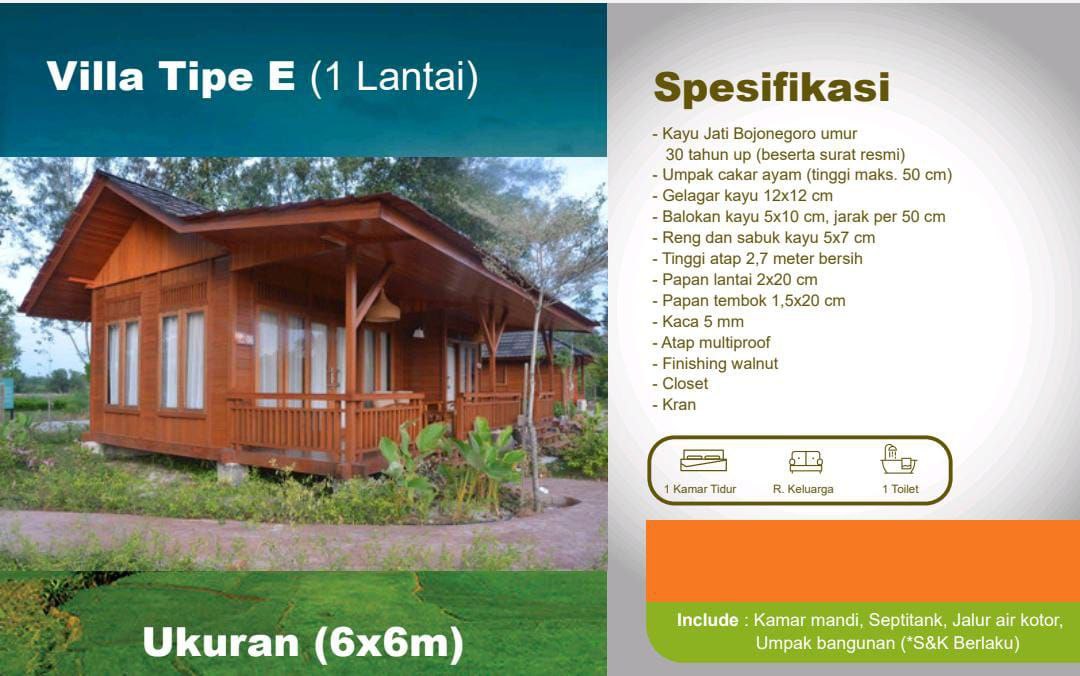 Villa Tipe E (1 Lantai)
Ukuran (6x6m)
Spesifikasi
- Kayu Jati Bojonegoro umur
30 tahun up (beserta surat resmi)
- Umpak cakar ayam (tinggi maks. 50 cm)
- Gelagar kayu 12x12 cm
- Balokan kayu 5x10 cm, jarak per 50 cm
- Reng dan sabuk kayu 5x7 cm
- Tinggi atap 2,7 meter bersih
- Papan lantai 2x20 cm
- Papan tembok 1,5x20 cm
- Kaca 5 mm
- Atap multiproof
- Finishing walnut
- Closet
- Kran
1 Kamar Tidur
R. Keluarga
1 Toilet
Include : Kamar mandi, Septitank, Jalur air kotor,
Umpak bangunan (*S&K Berlaku)